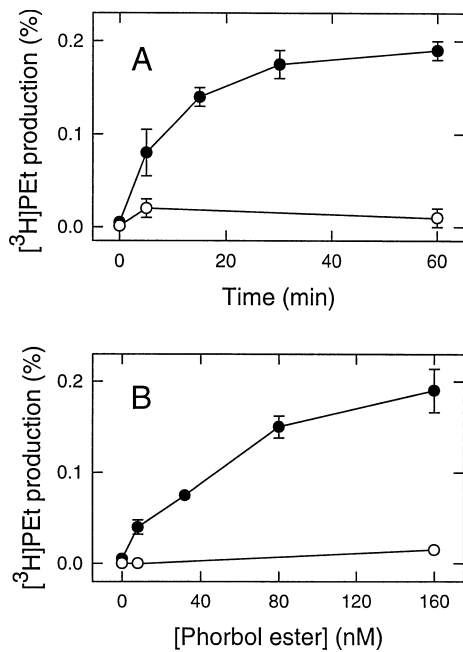 A
[³H]PEt production (%)
0.2
0.1
0.0
0 20 40 60
Time (min)
B
[³H]PEt production (%)
0.2
0.1
0.0
0 40 80 120 160
[Phorbol ester] (nM)